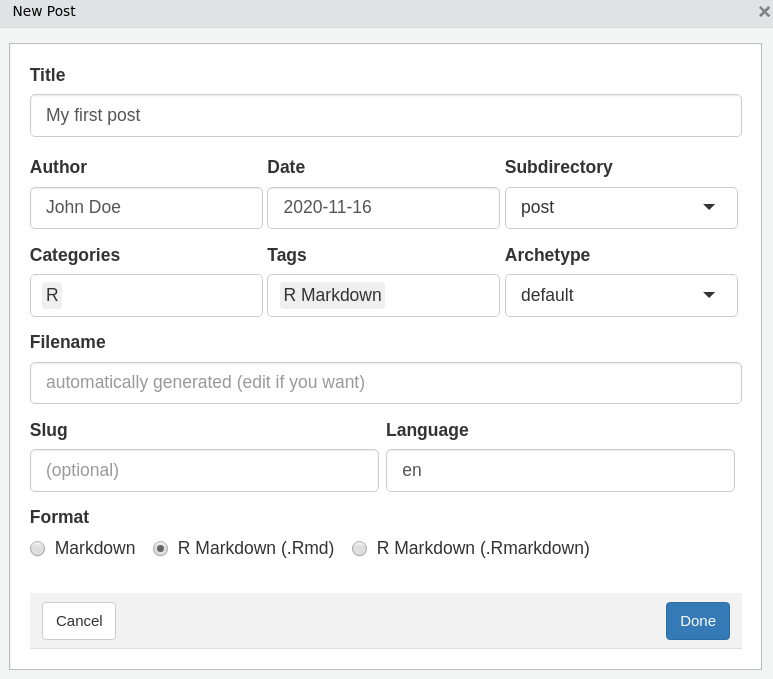 New Post
Title
My first post
Author Date Subdirectory
John Doe 2020-11-16 post
Categories Tags Archetype
R R Markdown default
Filename
automatically generated (edit if you want)
Slug Language
(optional) en
Format
Markdown R Markdown (.Rmd) R Markdown (.Rmarkdown)
Cancel Done